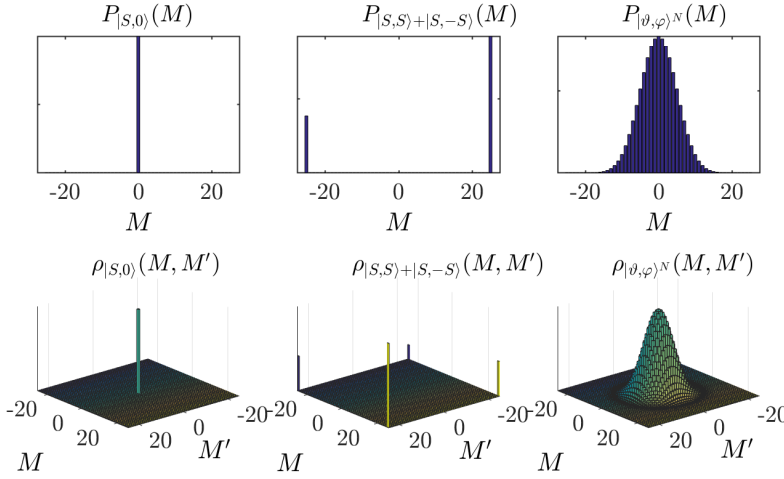 P_{|S,0⟩}(M) P_{|S,S⟩+|S,-S⟩}(M) P_{|ϑ,φ⟩^N}(M)
-20 0 20 -20 0 20 -20 0 20
M M M
ρ_{|S,0⟩}(M, M′) ρ_{|S,S⟩+|S,-S⟩}(M, M′) ρ_{|ϑ,φ⟩^N}(M, M′)
-20 0 20 20 0 -20 -20 0 20 20 0 -20 -20 0 20 20 0 -20
M M′ M M′ M M′